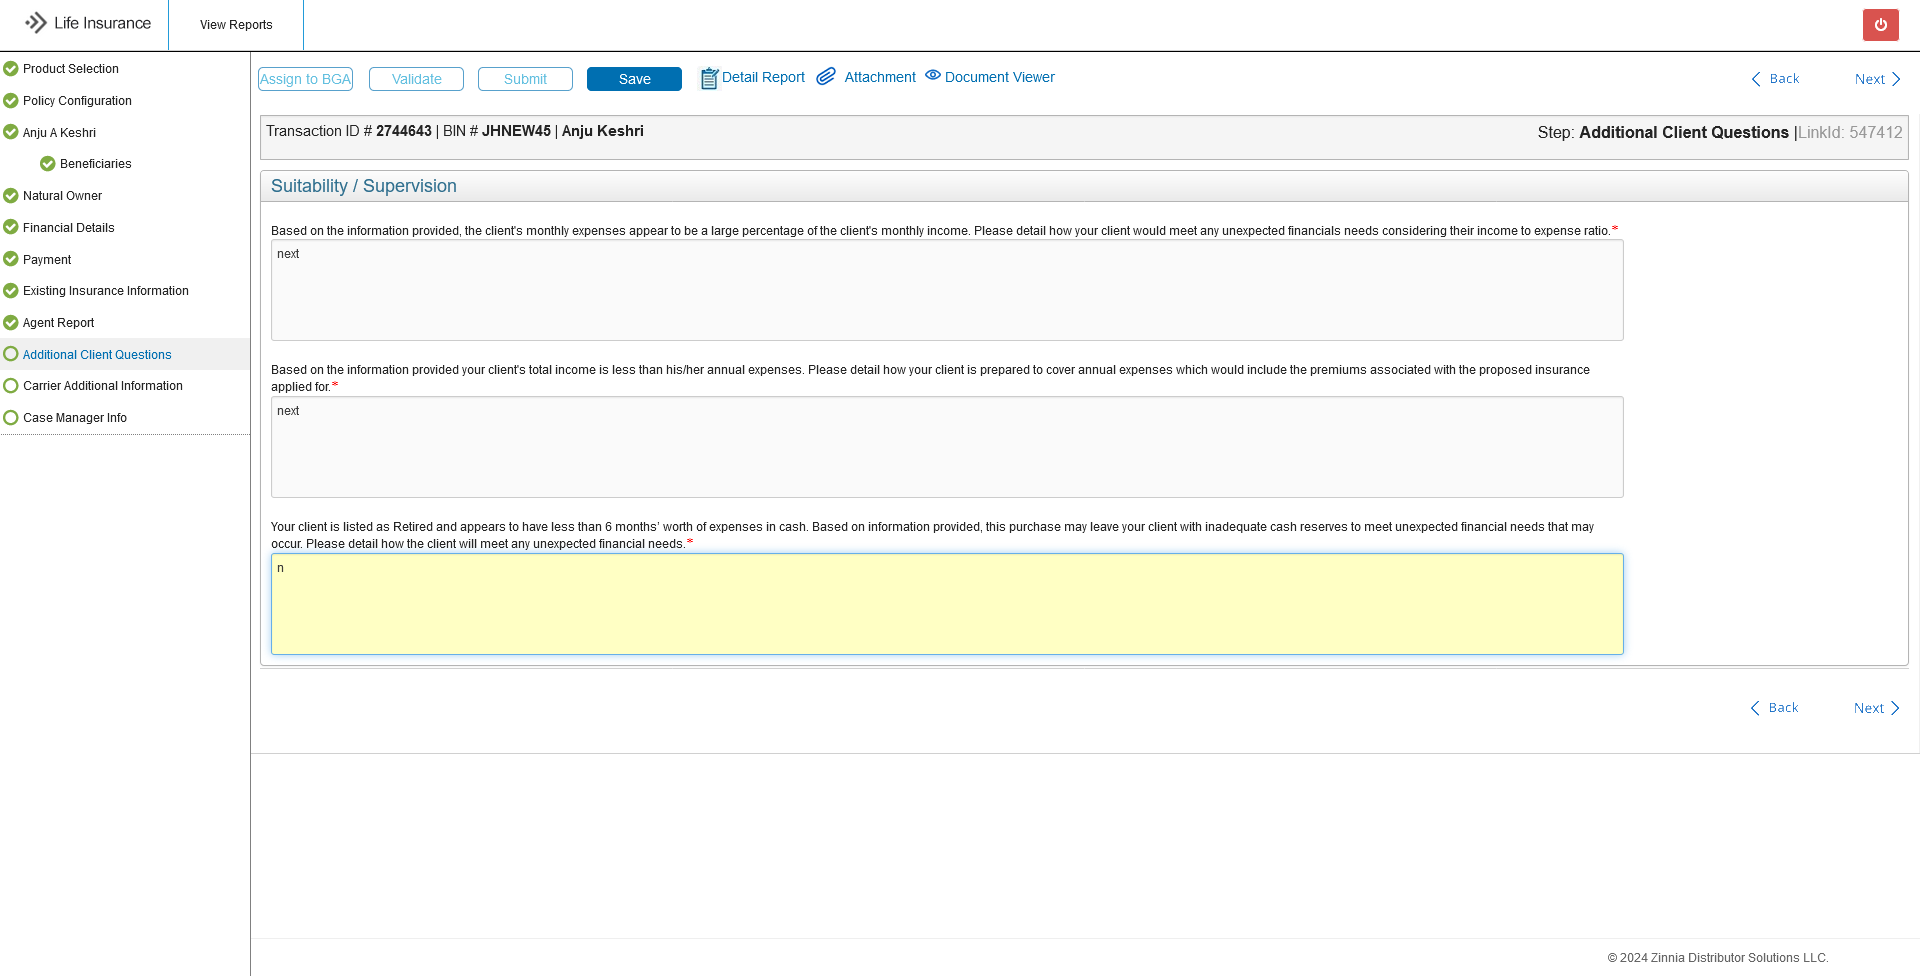 Life Insurance
View Reports
Product Selection
Policy Configuration
Anju A Keshri
Beneficiaries
Natural Owner
Financial Details
Payment
Existing Insurance Information
Agent Report
Additional Client Questions
Carrier Additional Information
Case Manager Info
Assign to BGA
Validate
Submit
Save
Detail Report
Attachment
Document Viewer
Back
Next
Transaction ID # 2744643 | BIN # JHNEW45 | Anju Keshri
Step: Additional Client Questions |LinkId: 547412
Suitability / Supervision
Based on the information provided, the client's monthly expenses appear to be a large percentage of the client's monthly income. Please detail how your client would meet any unexpected financials needs considering their income to expense ratio.*
next
Based on the information provided your client's total income is less than his/her annual expenses. Please detail how your client is prepared to cover annual expenses which would include the premiums associated with the proposed insurance
applied for.*
next
Your client is listed as Retired and appears to have less than 6 months' worth of expenses in cash. Based on information provided, this purchase may leave your client with inadequate cash reserves to meet unexpected financial needs that may
occur. Please detail how the client will meet any unexpected financial needs.*
n
Back
Next
© 2024 Zinnia Distributor Solutions LLC.